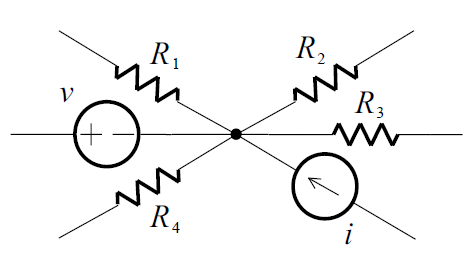 R₁
R₂
v
R₃
+ −
R₄
i